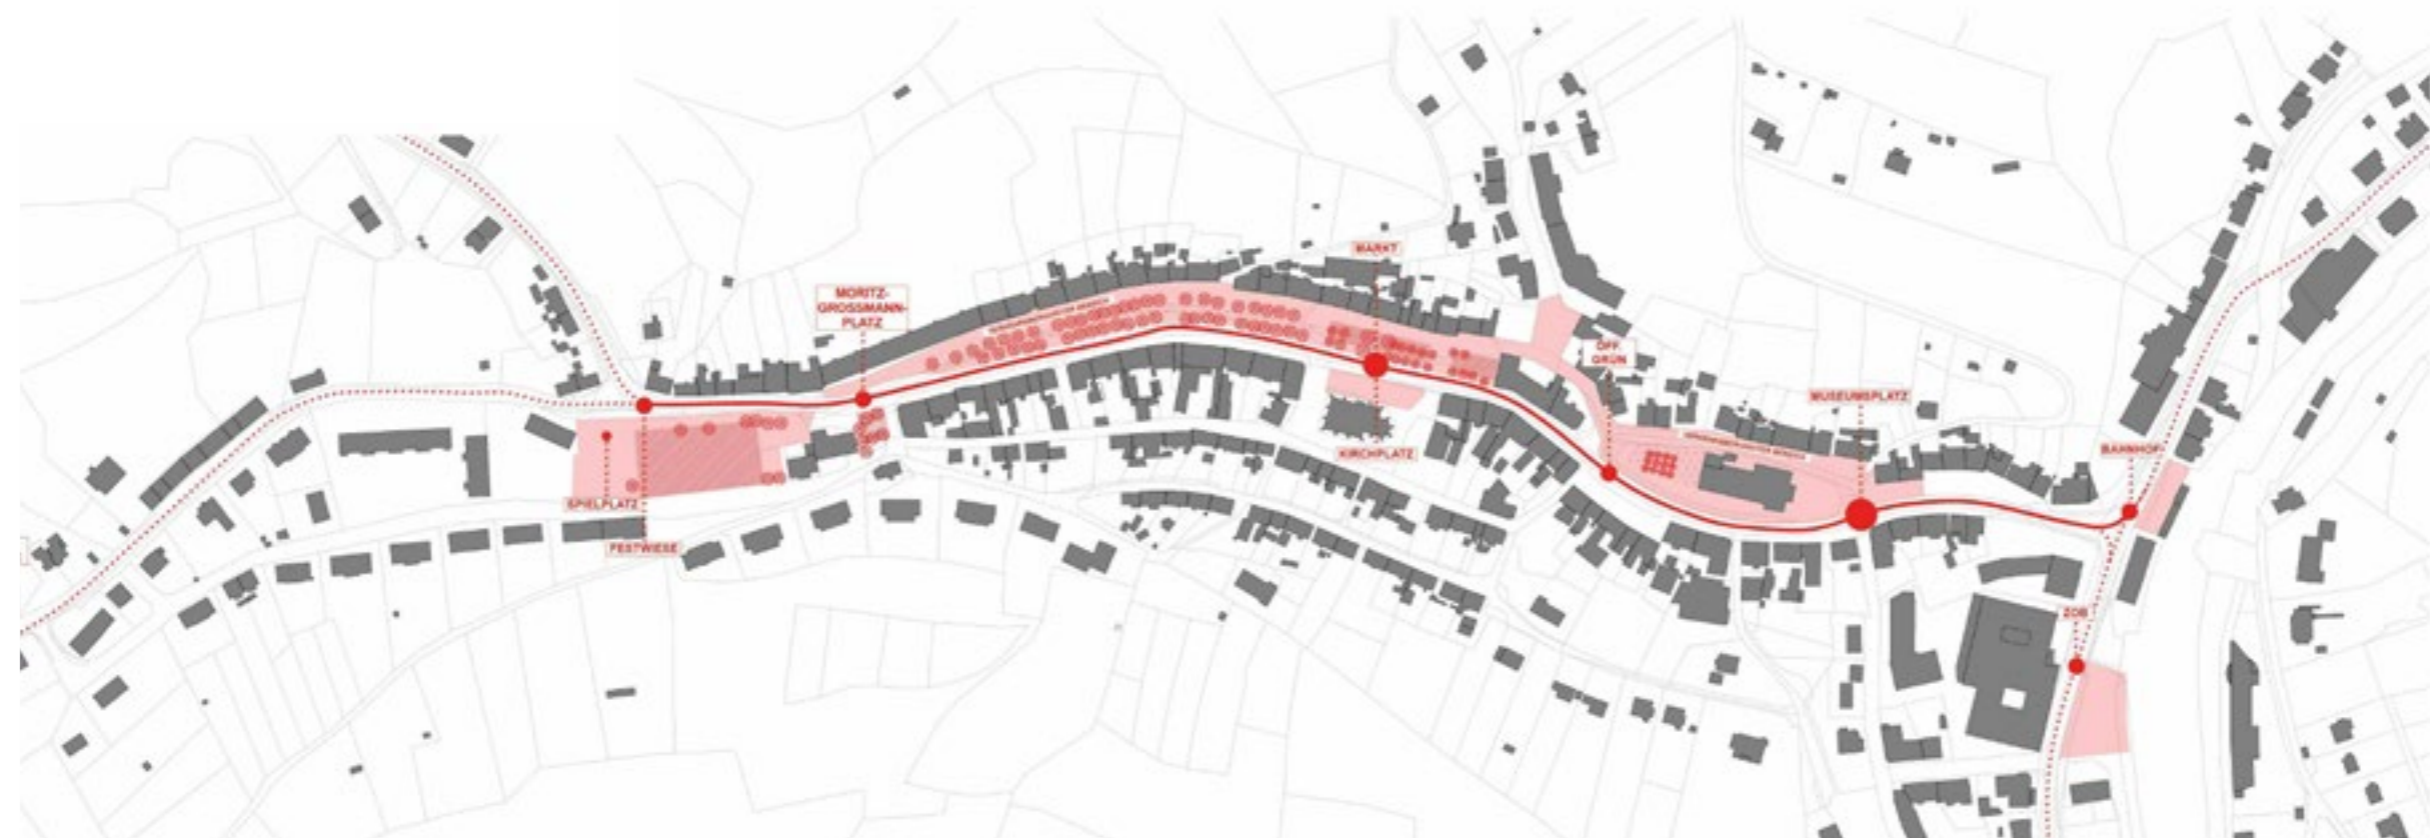 MARKT
MORITZ-
GROSSMANN-
PLATZ
ÖFF.
GRÜN
MUSEUMSPLATZ
BAHNHOF
KIRCHPLATZ
SPIELPLATZ
FESTWIESE
ZOB